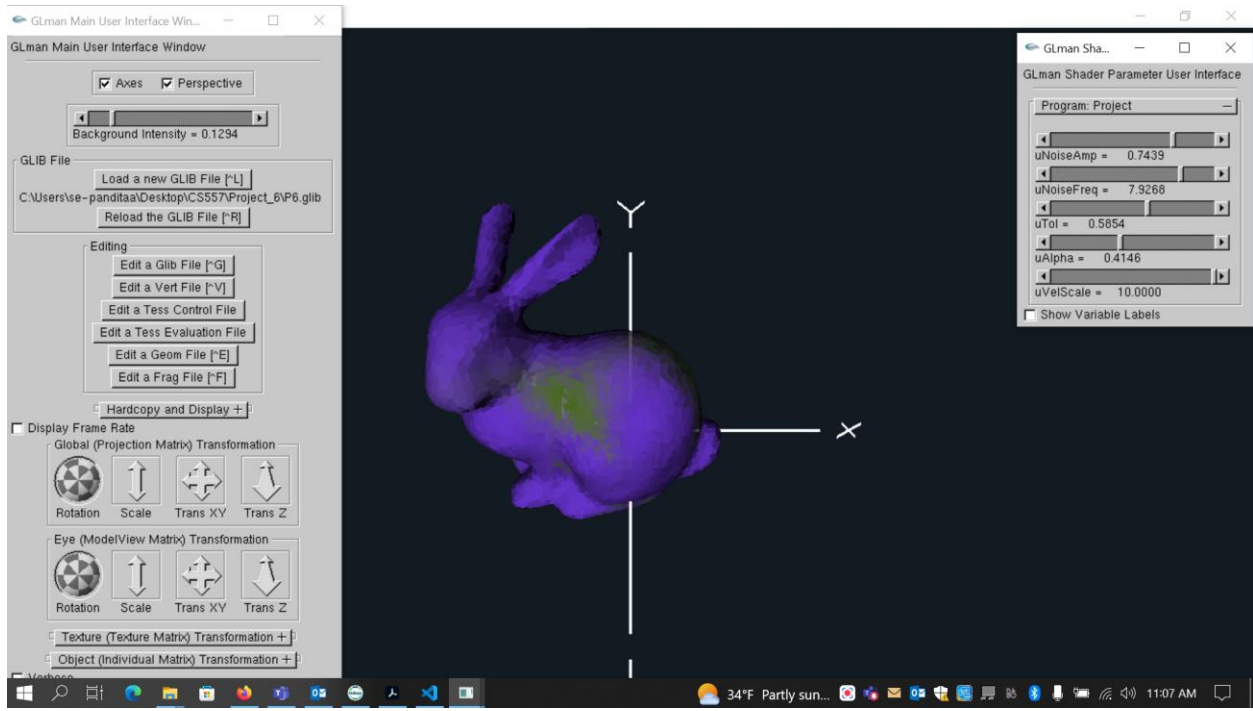 GLman Main User Interface Win...
GLman Main User Interface Window
Axes Perspective
Background Intensity = 0.1294
GLIB File
Load a new GLIB File [^L]
C:\Users\se-panditaa\Desktop\CS557\Project_6\P6.glib
Reload the GLIB File [^R]
Editing
Edit a Glib File [^G]
Edit a Vert File [^V]
Edit a Tess Control File
Edit a Tess Evaluation File
Edit a Geom File [^E]
Edit a Frag File [^F]
Hardcopy and Display +
Display Frame Rate
Global (Projection Matrix) Transformation
Rotation Scale Trans XY Trans Z
Eye (ModelView Matrix) Transformation
Rotation Scale Trans XY Trans Z
Texture (Texture Matrix) Transformation +
Object (Individual Matrix) Transformation +
Verbose
Y
X
GLman Sha...
GLman Shader Parameter User Interface
Program: Project
uNoiseAmp = 0.7439
uNoiseFreq = 7.9268
uTol = 0.5854
uAlpha = 0.4146
uVelScale = 10.0000
Show Variable Labels
34°F Partly sun... 11:07 AM